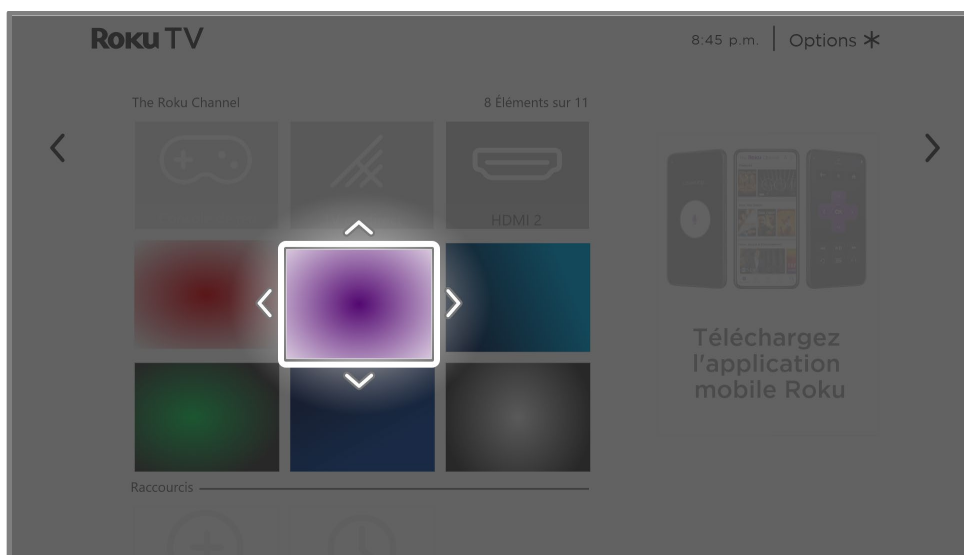 Roku TV
8:45 p.m. Options
The Roku Channel
8 Éléments sur 11
HDMI 2
Téléchargez
l'application
mobile Roku
Raccourcis